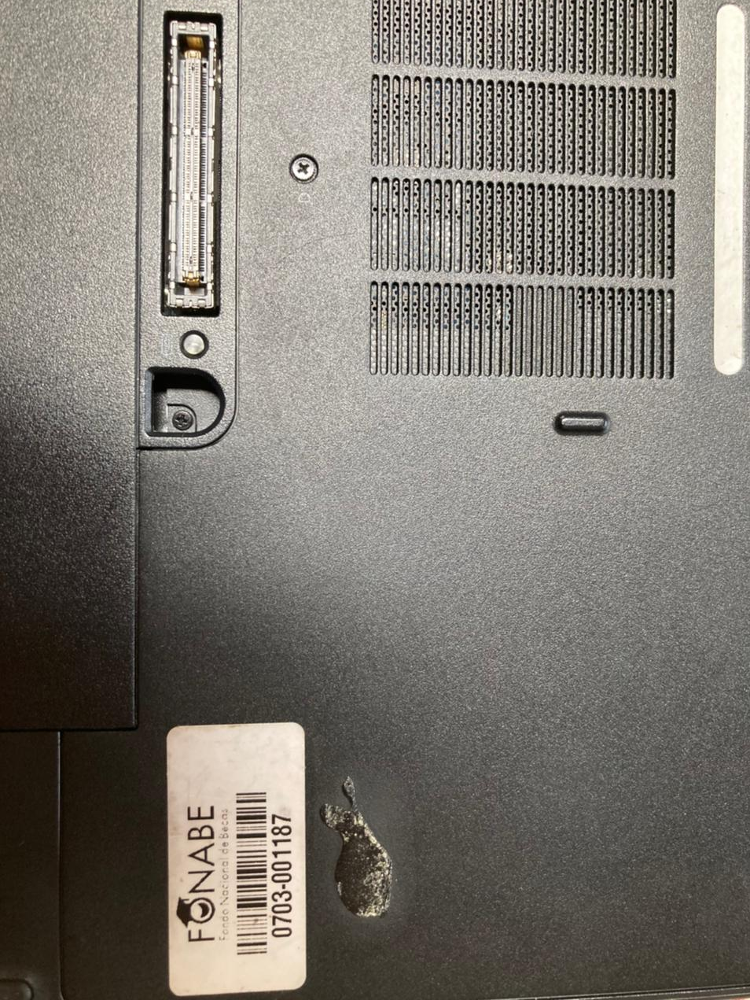 FONABE
Fondo Nacional de Becas
0703-001187
D